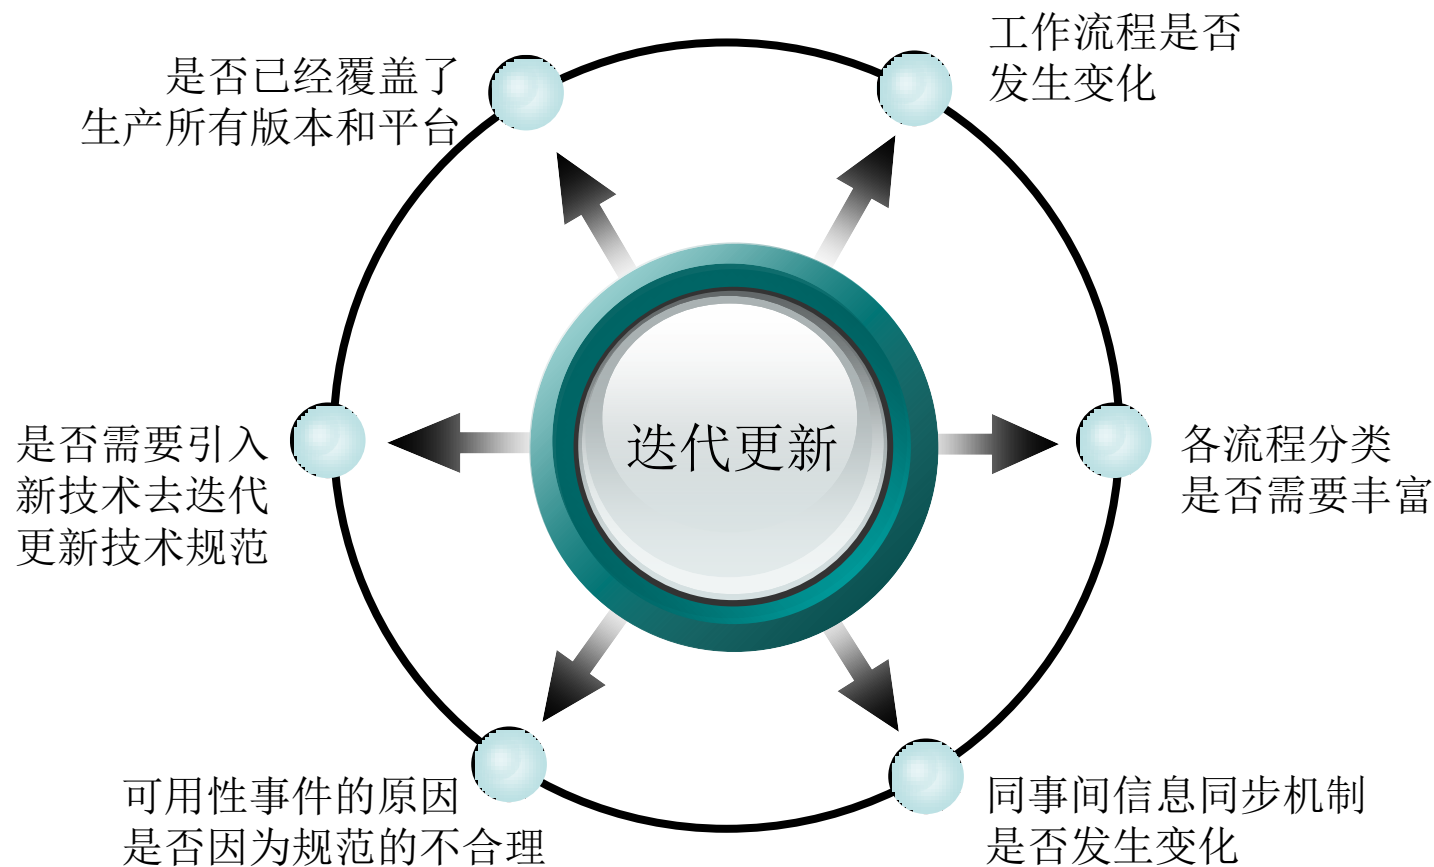 工作流程是否
发生变化
是否已经覆盖了
生产所有版本和平台
迭代更新
是否需要引入
新技术去迭代
更新技术规范
各流程分类
是否需要丰富
可用性事件的原因
是否因为规范的不合理
同事间信息同步机制
是否发生变化